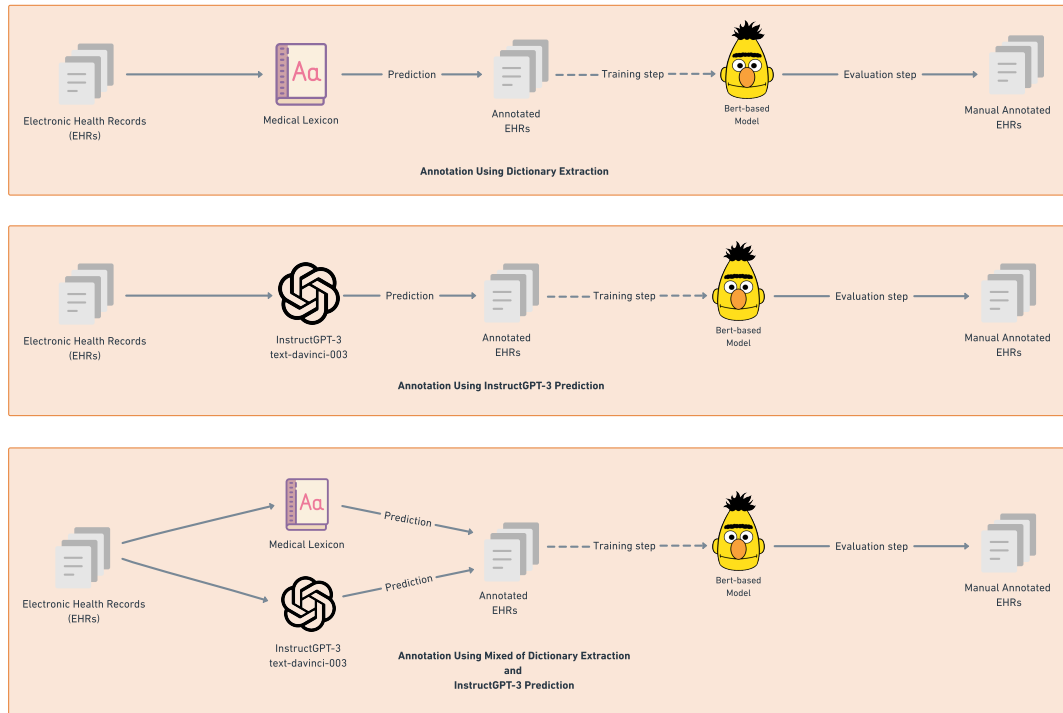 Aa
Prediction
Training step
Evaluation step
Electronic Health Records
(EHRs)
Medical Lexicon
Annotated
EHRs
Bert-based
Model
Manual Annotated
EHRs
Annotation Using Dictionary Extraction
Prediction
Training step
Evaluation step
Electronic Health Records
(EHRs)
InstructGPT-3
text-davinci-003
Annotated
EHRs
Bert-based
Model
Manual Annotated
EHRs
Annotation Using InstructGPT-3 Prediction
Aa
Medical Lexicon
Prediction
Prediction
Training step
Evaluation step
Electronic Health Records
(EHRs)
InstructGPT-3
text-davinci-003
Annotated
EHRs
Bert-based
Model
Manual Annotated
EHRs
Annotation Using Mixed of Dictionary Extraction
and
InstructGPT-3 Prediction